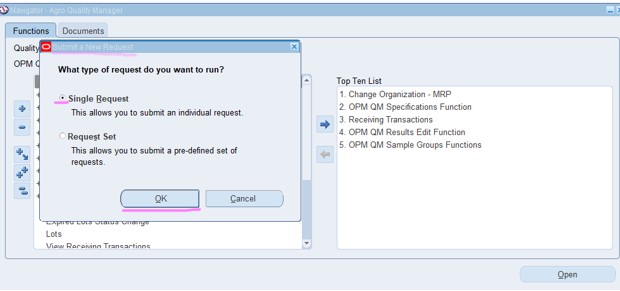 Navigator - Agro Quality Manager
Functions
Documents
Quality
OPM
Submit a New Request
What type of request do you want to run?
Single Request
This allows you to submit an individual request.
Request Set
This allows you to submit a pre-defined set of
requests.
OK
Cancel
Expired Lots Status Change
Lots
View Receiving Transactions
Top Ten List
1. Change Organization - MRP
2. OPM QM Specifications Function
3. Receiving Transactions
4. OPM QM Results Edit Function
5. OPM QM Sample Groups Functions
Open